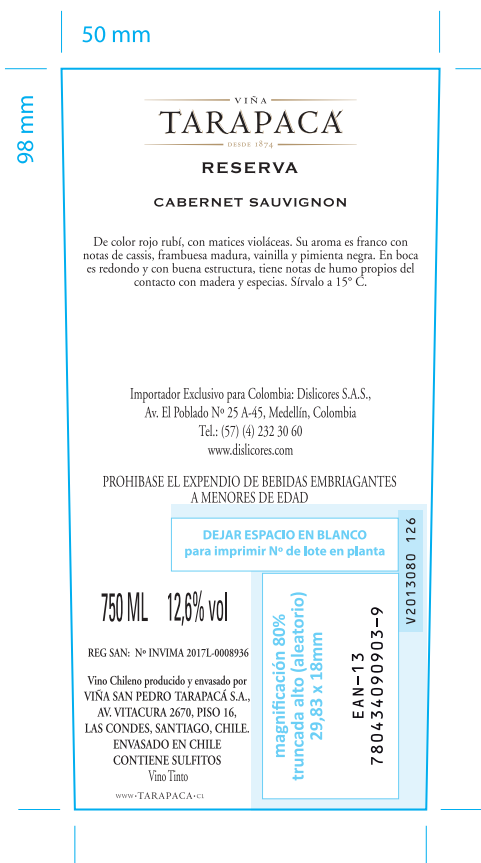 50 mm
98 mm
VIÑA
TARAPACÁ
DESDE 1874
RESERVA
CABERNET SAUVIGNON
De color rojo rubí, con matices violáceas. Su aroma es franco con
notas de cassis, frambuesa madura, vainilla y pimienta negra. En boca
es redondo y con buena estructura, tiene notas de humo propios del
contacto con madera y especias. Sírvalo a 15° C.
Importador Exclusivo para Colombia: Dislicores S.A.S.,
Av. El Poblado Nº 25 A-45, Medellín, Colombia
Tel.: (57) (4) 232 30 60
www.dislicores.com
PROHIBASE EL EXPENDIO DE BEBIDAS EMBRIAGANTES
A MENORES DE EDAD
DEJAR ESPACIO EN BLANCO
para imprimir Nº de lote en planta
V2013080 126
750 ML 12,6% vol
REG SAN: Nº INVIMA 2017L-0008936
Vino Chileno producido y envasado por
VIÑA SAN PEDRO TARAPACÁ S.A.,
AV. VITACURA 2670, PISO 16,
LAS CONDES, SANTIAGO, CHILE.
ENVASADO EN CHILE
CONTIENE SULFITOS
Vino Tinto
WWW•TARAPACA•CL
magnificación 80%
truncada alto (aleatorio)
29,83 x 18mm
EAN-13
780434090903-9